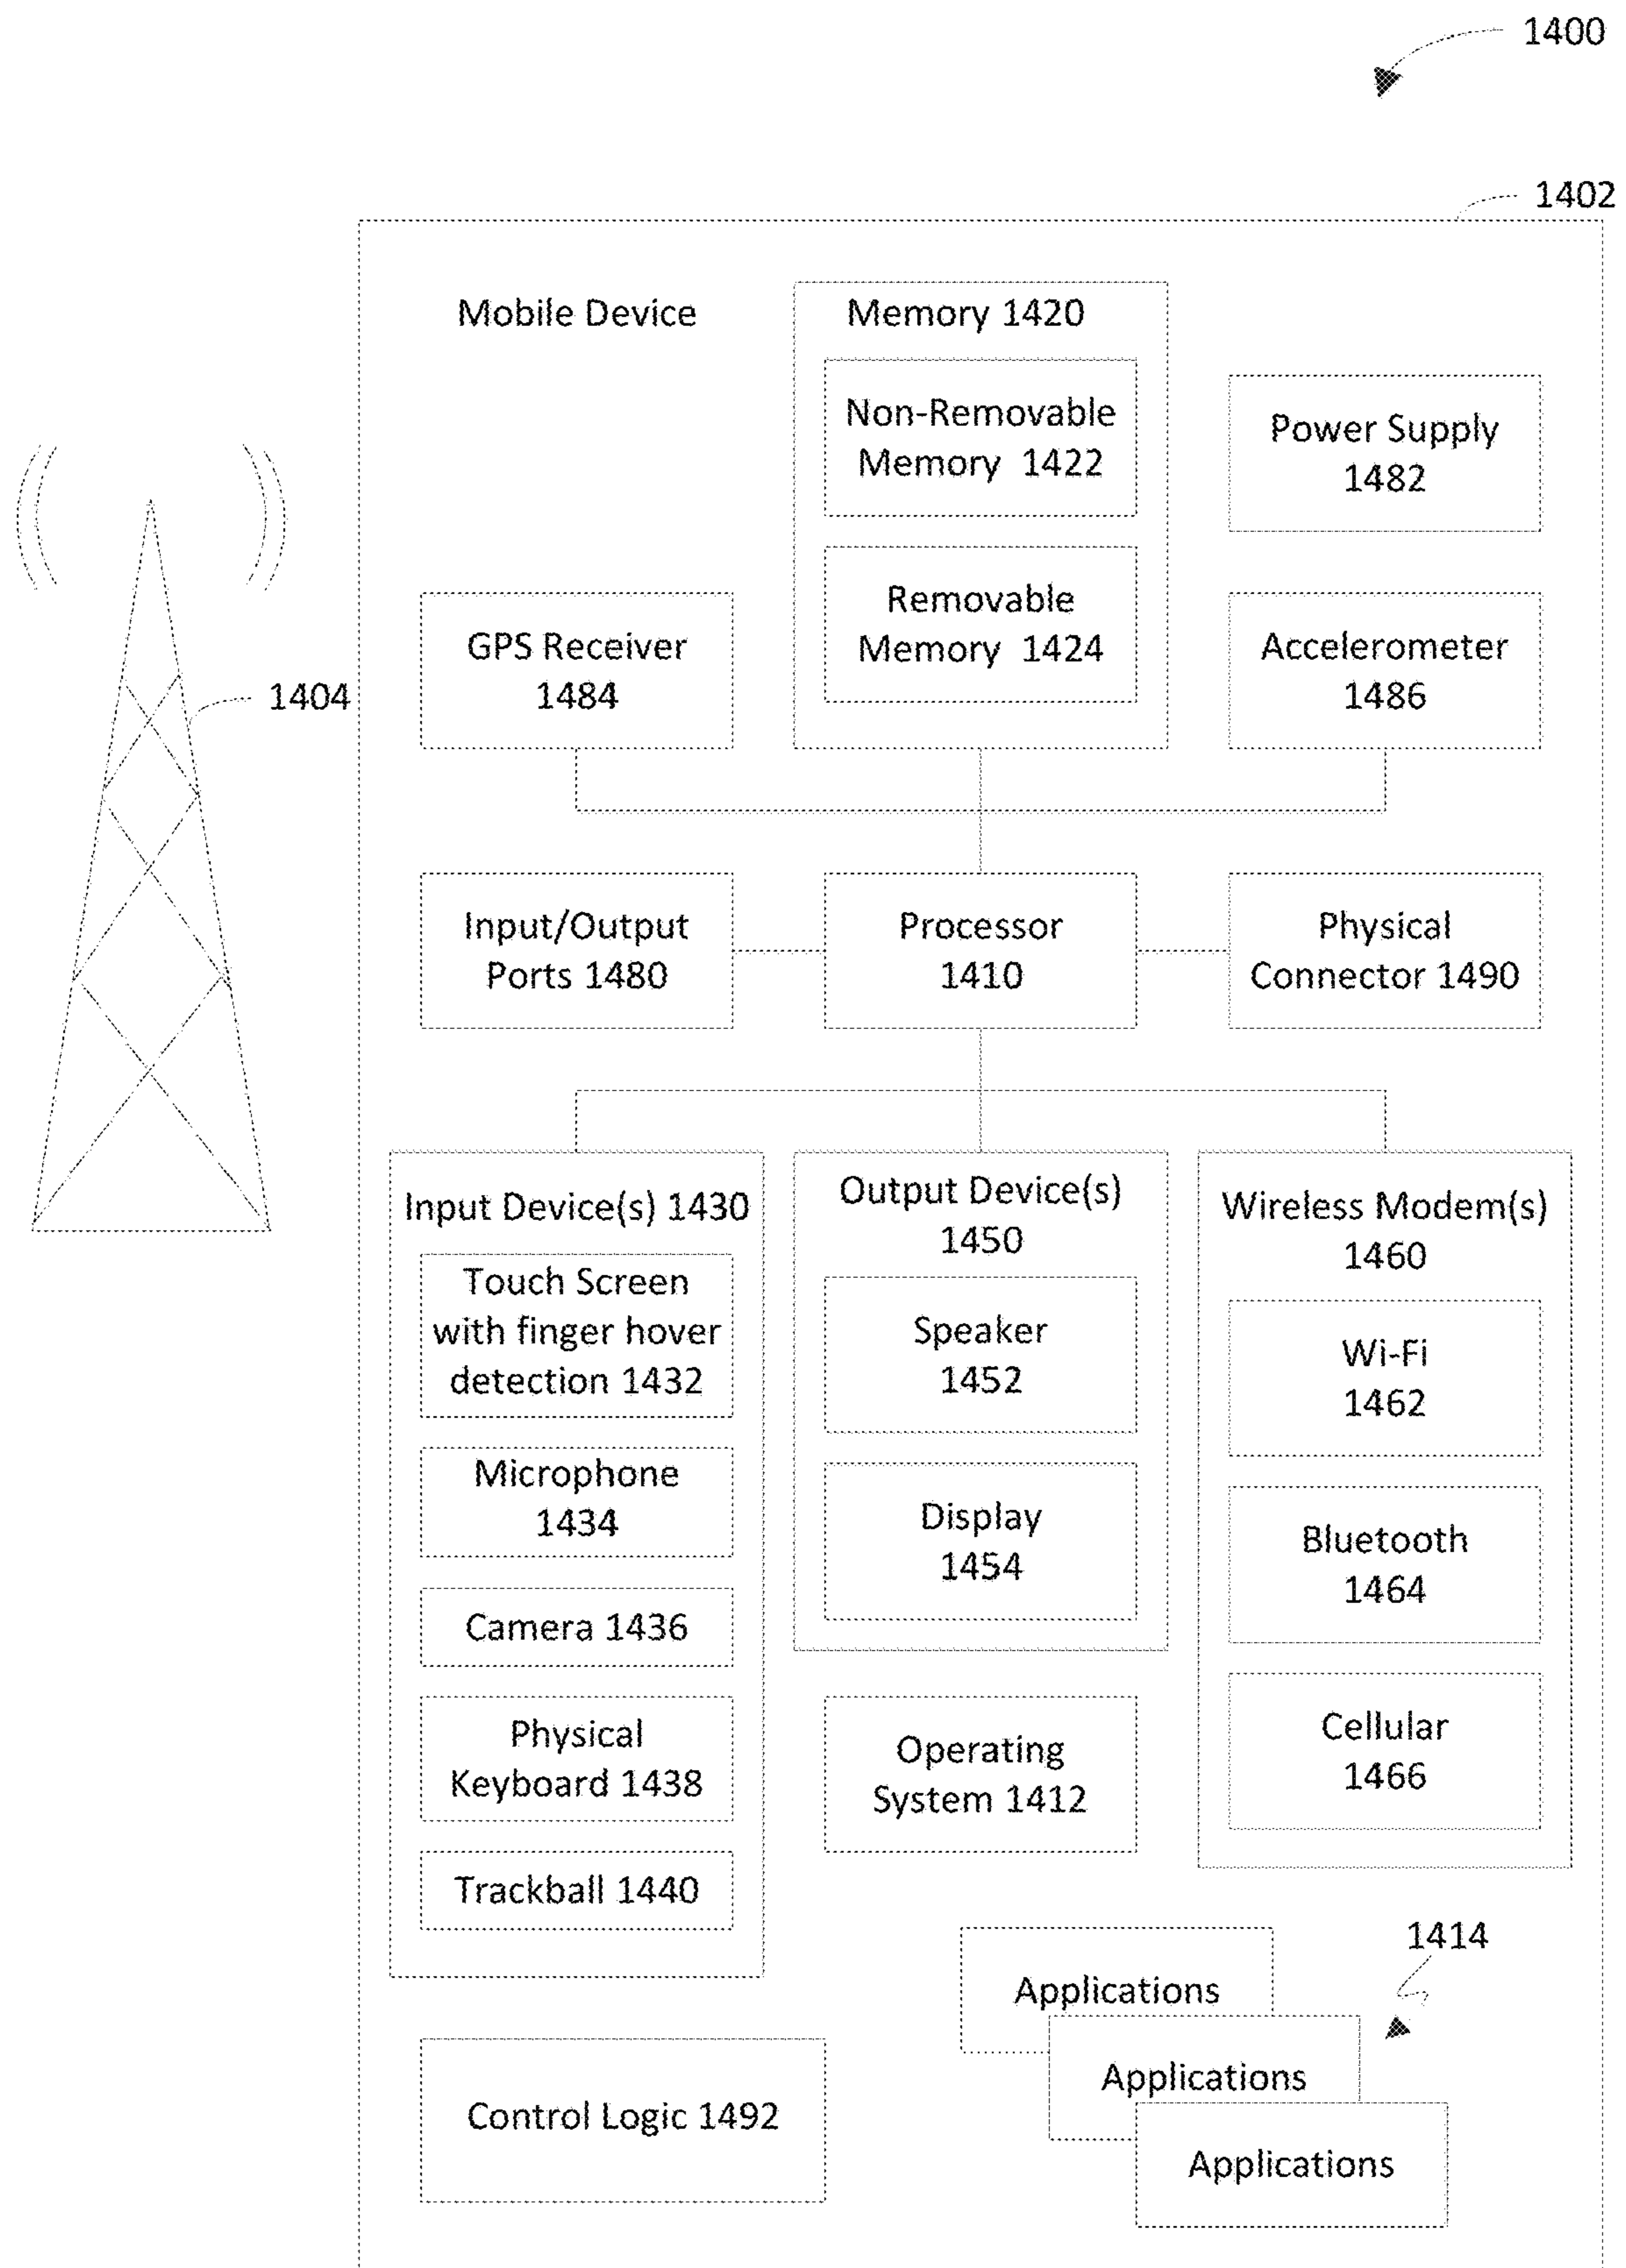 1400
1402
Mobile Device
Memory 1420
Non-Removable
Memory 1422
Power Supply
1482
Removable
Memory 1424
GPS Receiver
1484
Accelerometer
1486
1404
Input/Output
Ports 1480
Processor
1410
Physical
Connector 1490
Input Device(s) 1430
Touch Screen
with finger hover
detection 1432
Microphone
1434
Camera 1436
Physical
Keyboard 1438
Trackball 1440
Output Device(s)
1450
Speaker
1452
Display
1454
Wireless Modem(s)
1460
Wi-Fi
1462
Bluetooth
1464
Cellular
1466
Operating
System 1412
1414
Applications
Applications
Applications
Control Logic 1492